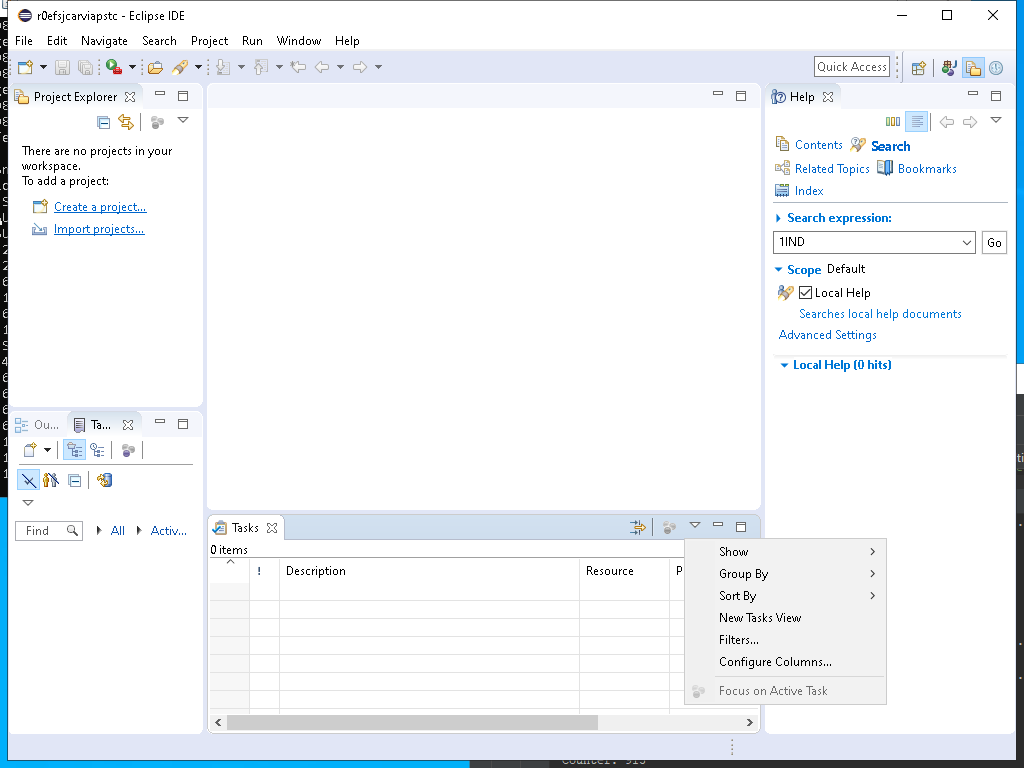 r0efsjcarviapstc - Eclipse IDE
File Edit Navigate Search Project Run Window Help
Quick Access
Project Explorer
There are no projects in your
workspace.
To add a project:
Create a project...
Import projects...
Ou...
Ta...
Find
All
Activ...
Tasks
0 items
! Description Resource P
Show
Group By
Sort By
New Tasks View
Filters...
Configure Columns...
Focus on Active Task
Help
Contents Search
Related Topics Bookmarks
Index
Search expression:
1IND Go
Scope Default
Local Help
Searches local help documents
Advanced Settings
Local Help (0 hits)